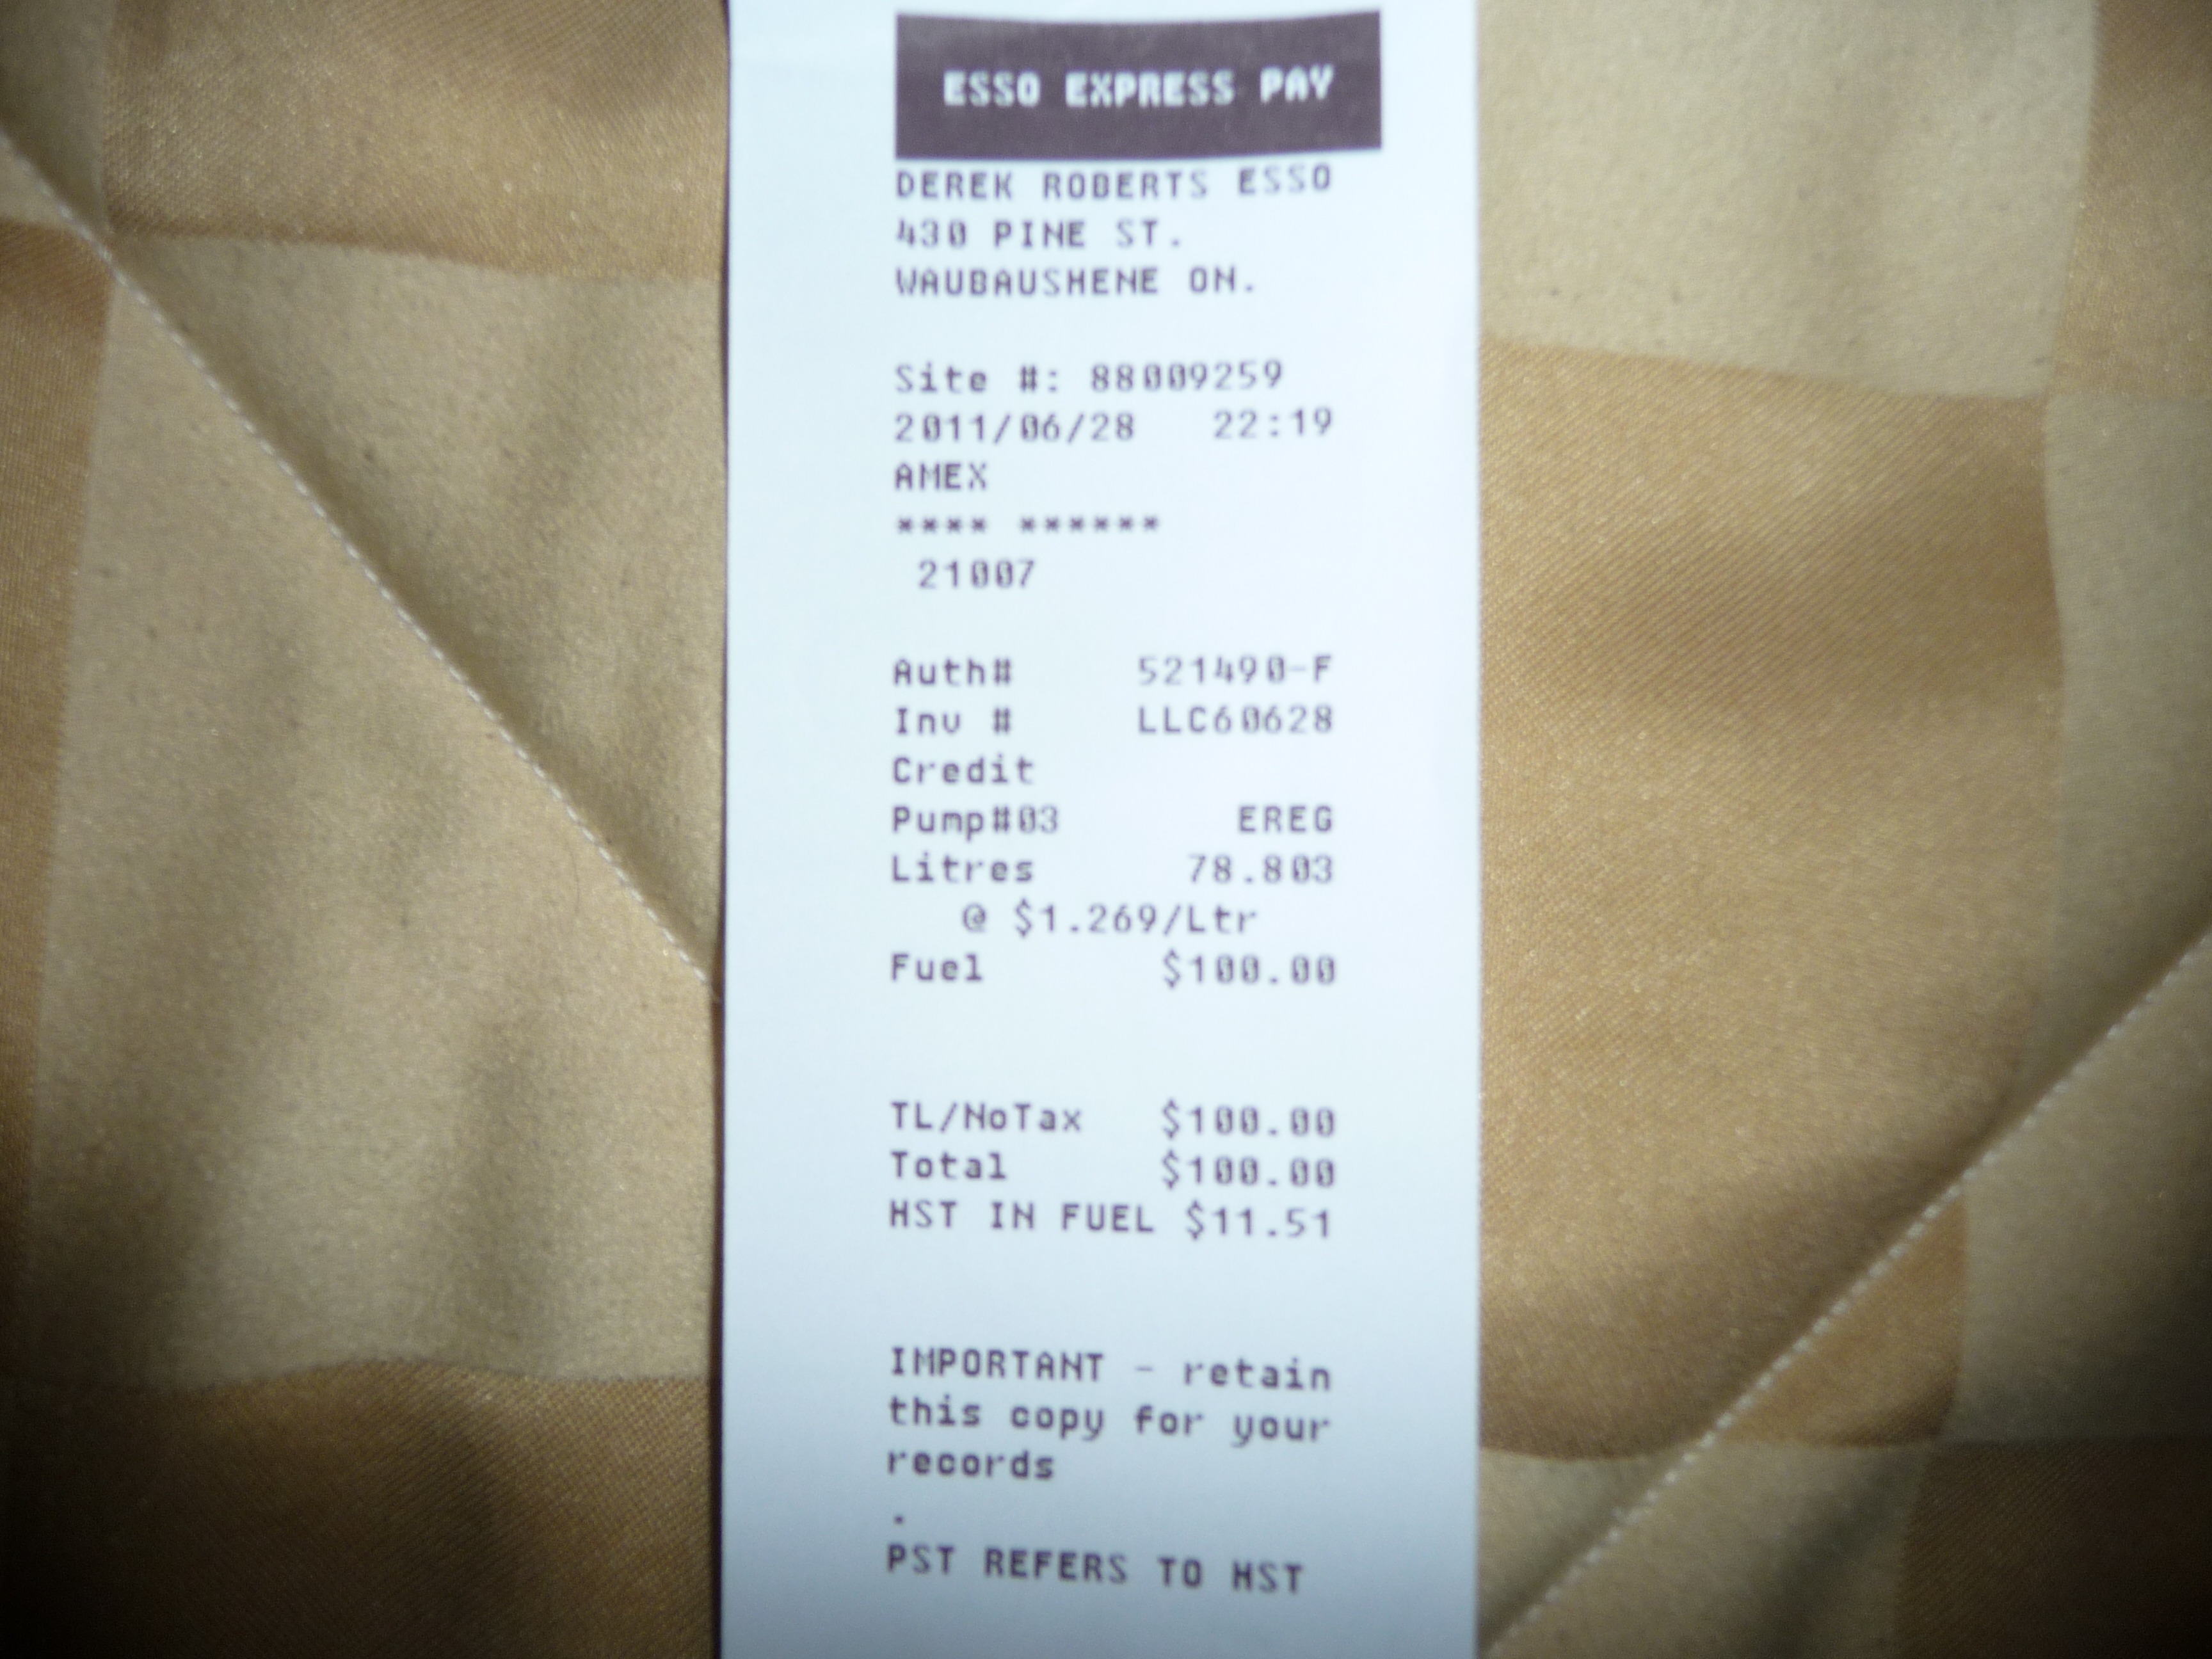 ESSO EXPRESS PAY
DEREK ROBERTS ESSO
430 PINE ST.
WAUBAUSHENE ON.
Site #: 88009259
2011/06/28 22:19
AMEX
**** ******
21007
Auth# 521490-F
Inv # LLC60628
Credit
Pump#03 EREG
Litres 78.803
@ $1.269/Ltr
Fuel $100.00
TL/NoTax $100.00
Total $100.00
HST IN FUEL $11.51
IMPORTANT - retain
this copy for your
records
.
PST REFERS TO HST